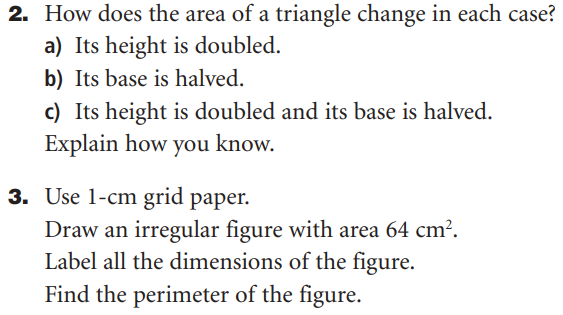 2. How does the area of a triangle change in each case?
a) Its height is doubled.
b) Its base is halved.
c) Its height is doubled and its base is halved.
Explain how you know.
3. Use 1-cm grid paper.
Draw an irregular figure with area 64 cm².
Label all the dimensions of the figure.
Find the perimeter of the figure.